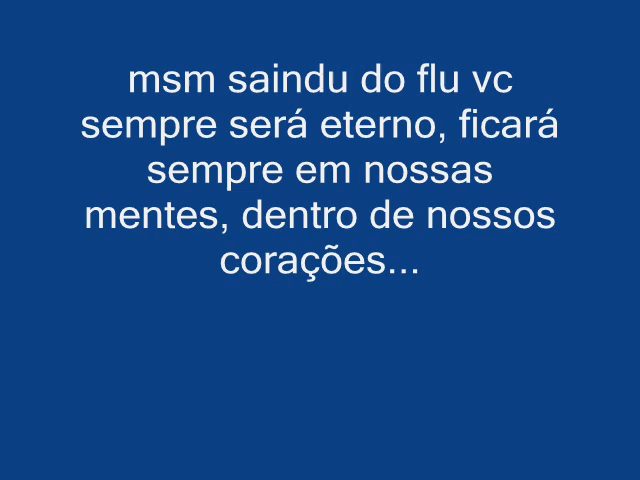 msm saindu do flu vc
sempre será eterno, ficará
sempre em nossas
mentes, dentro de nossos
corações...